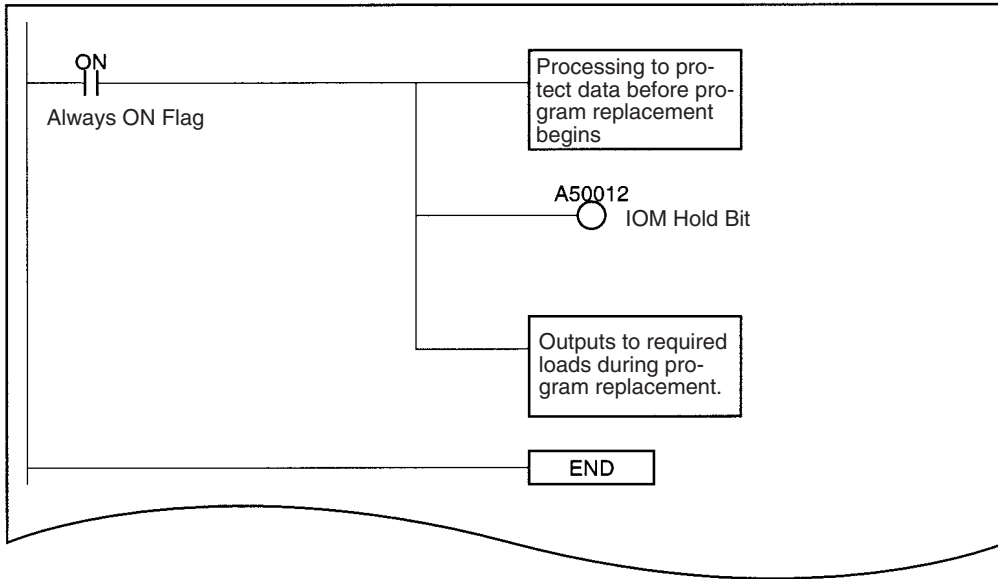 ON
Always ON Flag
Processing to pro-
tect data before pro-
gram replacement
begins
A50012
IOM Hold Bit
Outputs to required
loads during pro-
gram replacement.
END